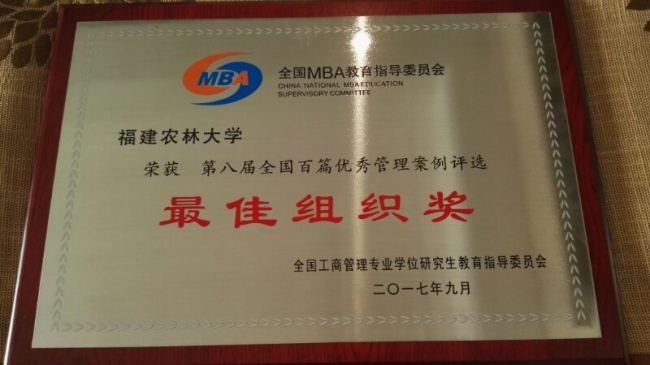 MBA
全国MBA教育指导委员会
CHINA NATIONAL MBA EDUCATION
SUPERVISORY COMMITTEE
福建农林大学
荣获 第八届全国百篇优秀管理案例评选
最佳组织奖
全国工商管理专业学位研究生教育指导委员会
二〇一七年九月